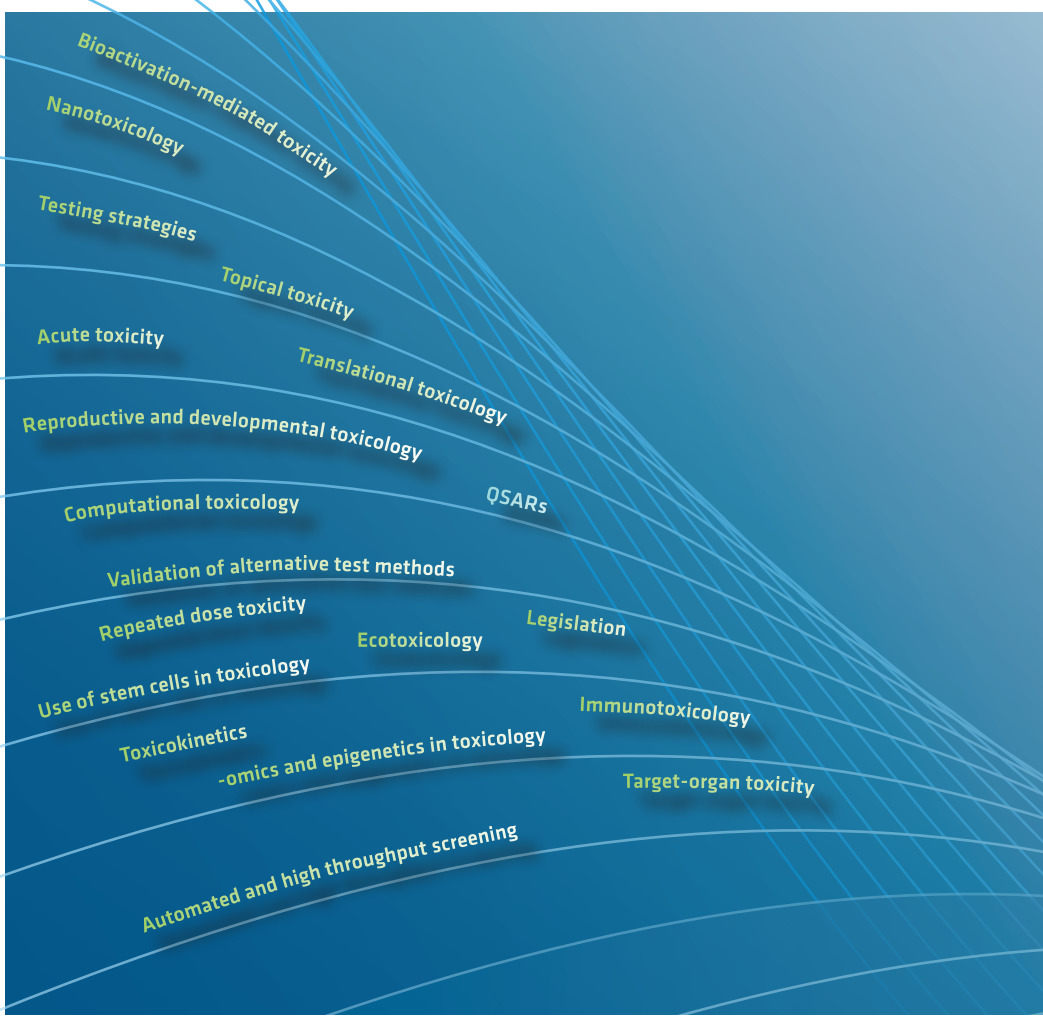 Bioactivation-mediated toxicity
Nanotoxicology
Testing strategies
Topical toxicity
Acute toxicity
Translational toxicology
Reproductive and developmental toxicology
QSARs
Computational toxicology
Validation of alternative test methods
Repeated dose toxicity
Legislation
Ecotoxicology
Use of stem cells in toxicology
Immunotoxicology
Toxicokinetics
-omics and epigenetics in toxicology
Target-organ toxicity
Automated and high throughput screening